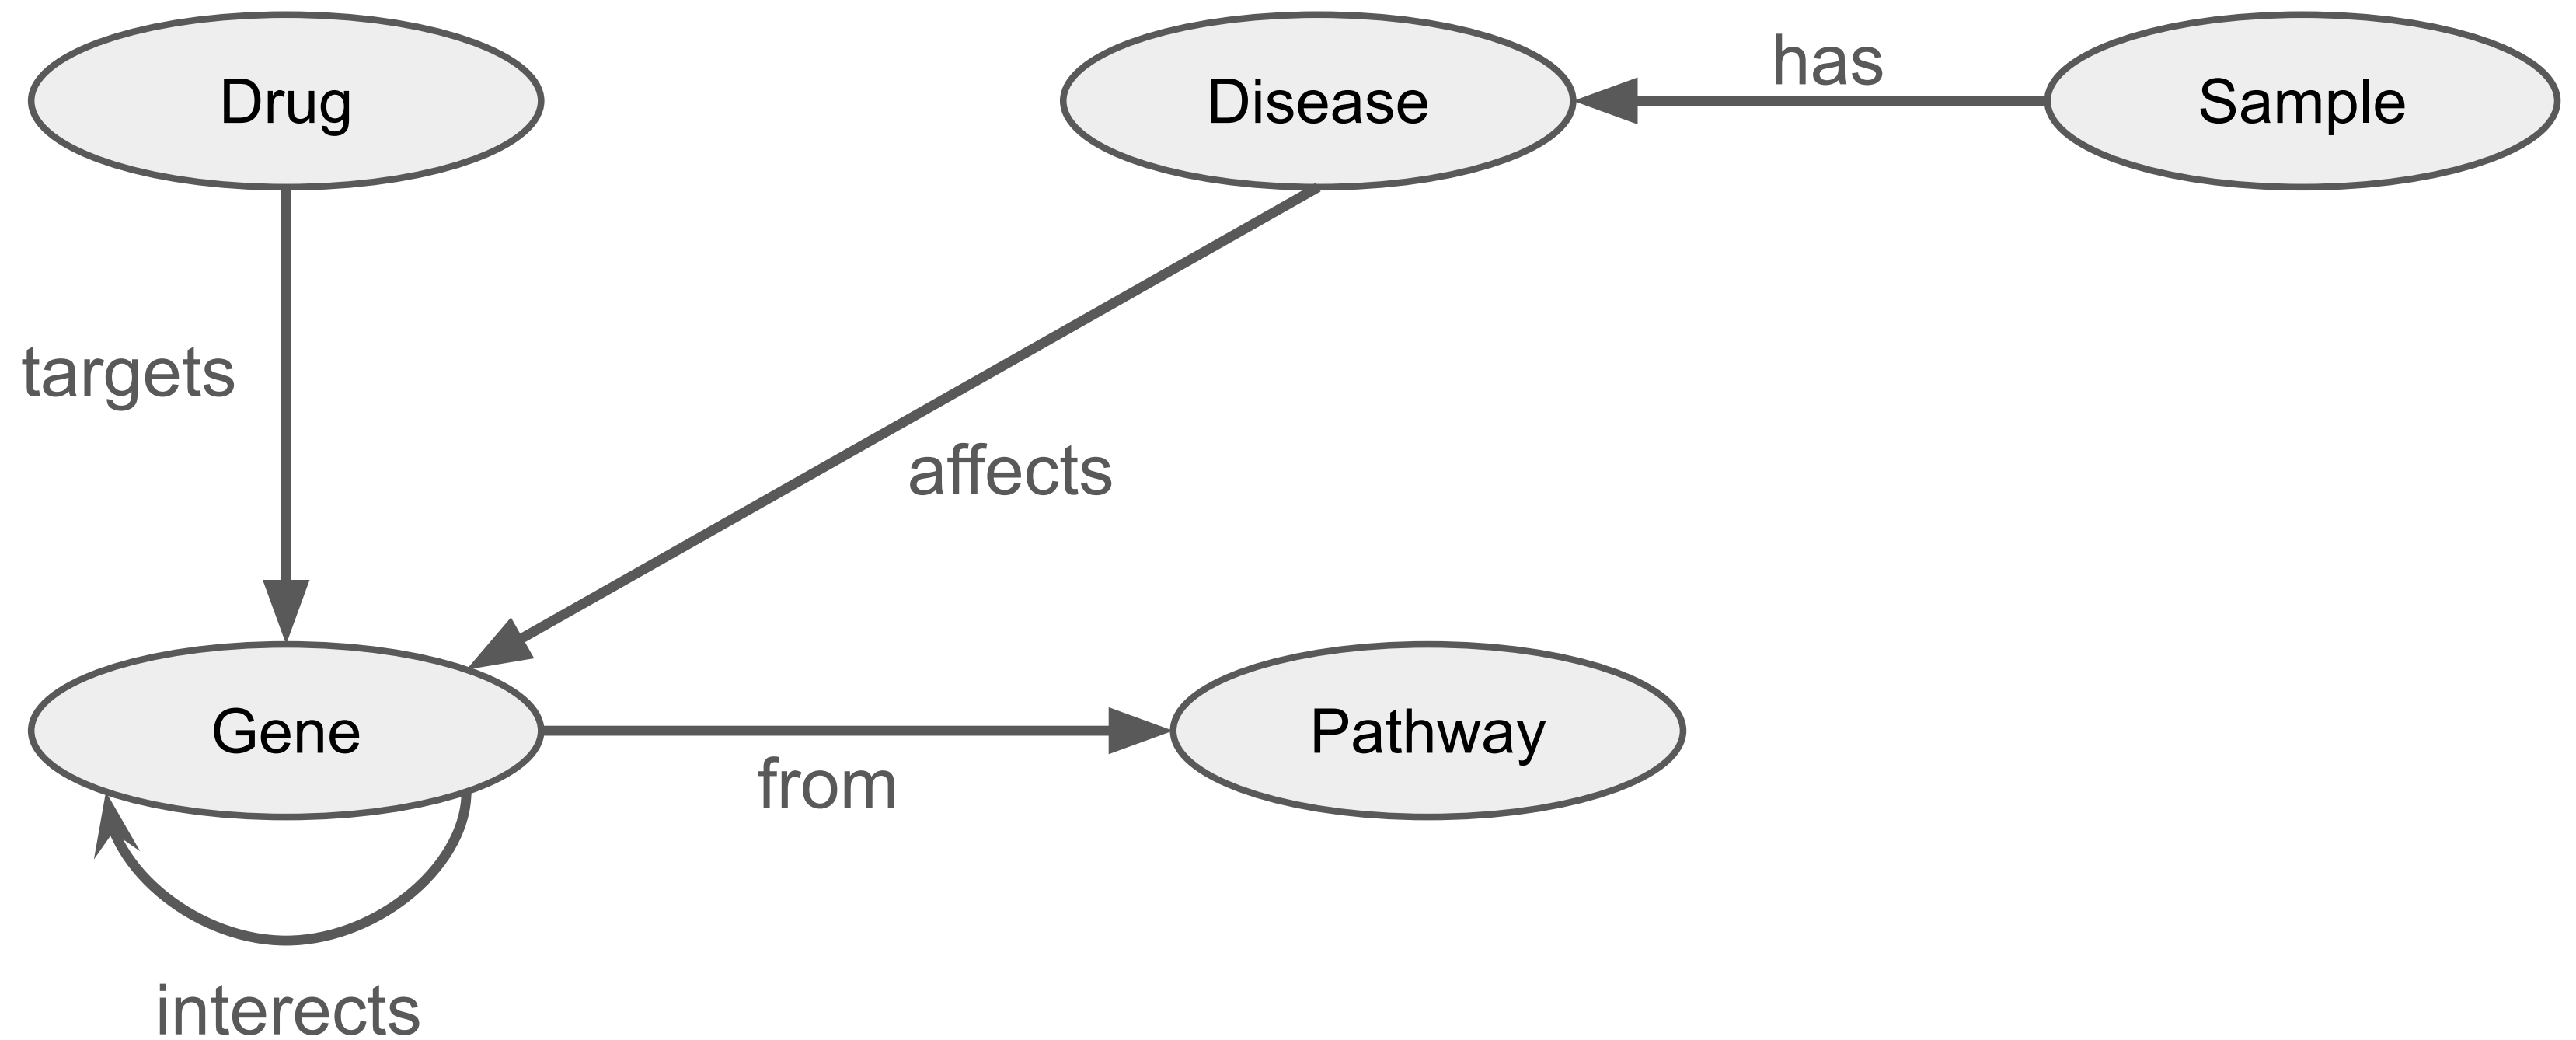 Drug
Disease
has
Sample
targets
affects
Gene
from
Pathway
interects